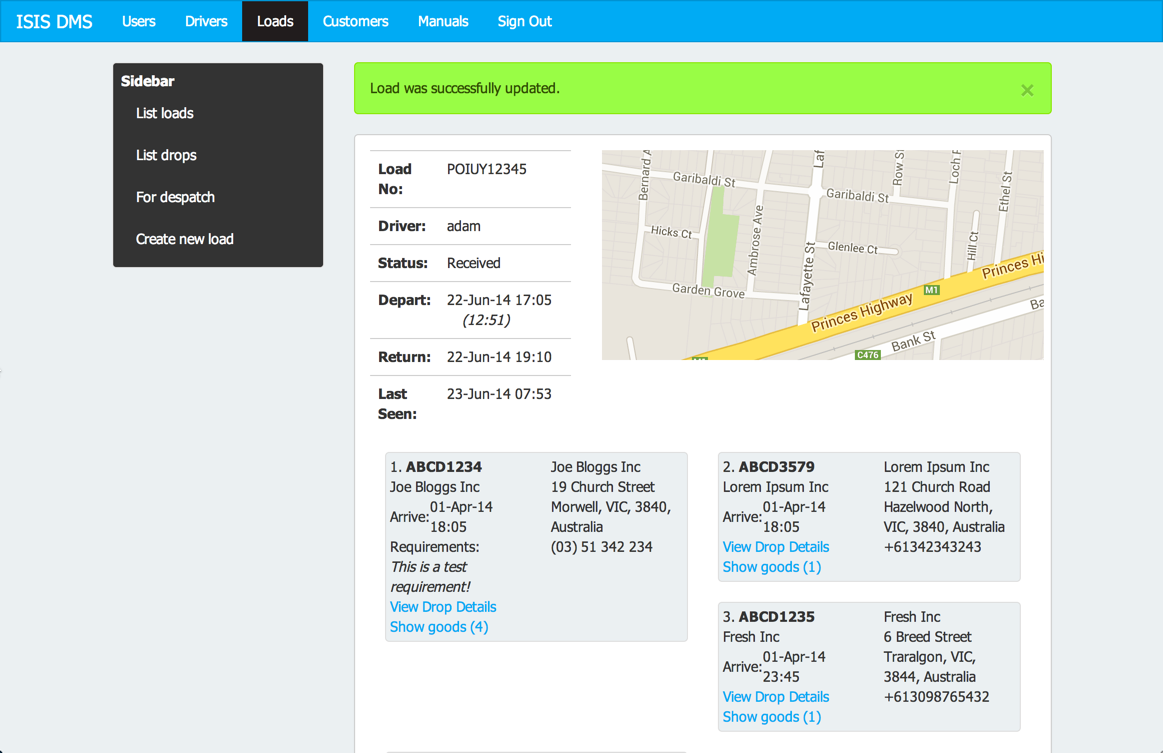 ISIS DMS Users Drivers Loads Customers Manuals Sign Out
Sidebar
List loads
List drops
For despatch
Create new load
Load was successfully updated.
×
Load No: POIUY12345
Driver: adam
Status: Received
Depart: 22-Jun-14 17:05
(12:51)
Return: 22-Jun-14 19:10
Last Seen: 23-Jun-14 07:53
Garibaldi St
Garibaldi St
Hicks Ct
Ambrose Ave
Glenlee Ct
Hill Ct
Ethel St
Garden Grove
Lafayette St
Princes Highway
M1
Bank St
C476
1. ABCD1234
Joe Bloggs Inc
Arrive: 01-Apr-14
18:05
Requirements:
This is a test
requirement!
View Drop Details
Show goods (4)
Joe Bloggs Inc
19 Church Street
Morwell, VIC, 3840,
Australia
(03) 51 342 234
2. ABCD3579
Lorem Ipsum Inc
Arrive: 01-Apr-14
18:05
View Drop Details
Show goods (1)
Lorem Ipsum Inc
121 Church Road
Hazelwood North,
VIC, 3840, Australia
+61342343243
3. ABCD1235
Fresh Inc
Arrive: 01-Apr-14
23:45
View Drop Details
Show goods (1)
Fresh Inc
6 Breed Street
Traralgon, VIC,
3844, Australia
+613098765432